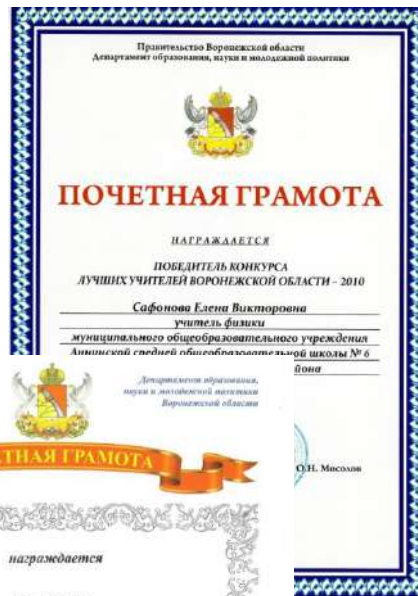 Правительство Воронежской области
Департамент образования, науки и молодежной политики
ПОЧЕТНАЯ ГРАМОТА
НАГРАЖДАЕТСЯ
ПОБЕДИТЕЛЬ КОНКУРСА
ЛУЧШИХ УЧИТЕЛЕЙ ВОРОНЕЖСКОЙ ОБЛАСТИ – 2010
Сафонова Елена Викторовна
учитель физики
муниципального общеобразовательного учреждения
Аннинской средней общеобразовательной школы № 6
йона
О.Н. Мосолов
Департамент образования,
науки и молодежной политики
Воронежской области
ТНАЯ ГРАМОТА
награждается